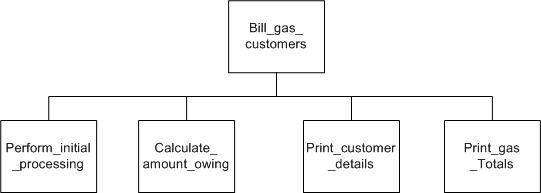 Bill_gas_
customers
Perform_initial
_processing
Calculate_
amount_owing
Print_customer
_details
Print_gas
_Totals